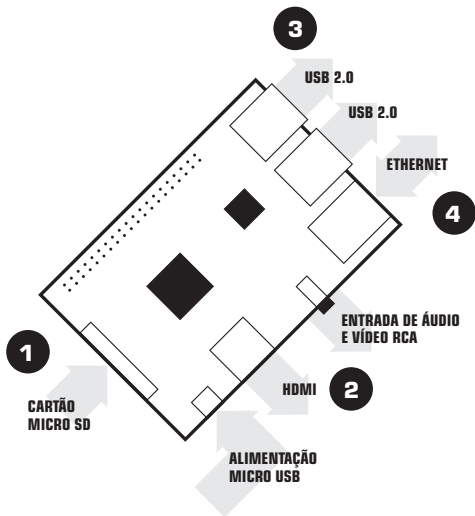 3
USB 2.0
USB 2.0
ETHERNET
4
ENTRADA DE ÁUDIO
E VÍDEO RCA
1
CARTÃO
MICRO SD
HDMI
2
ALIMENTAÇÃO
MICRO USB